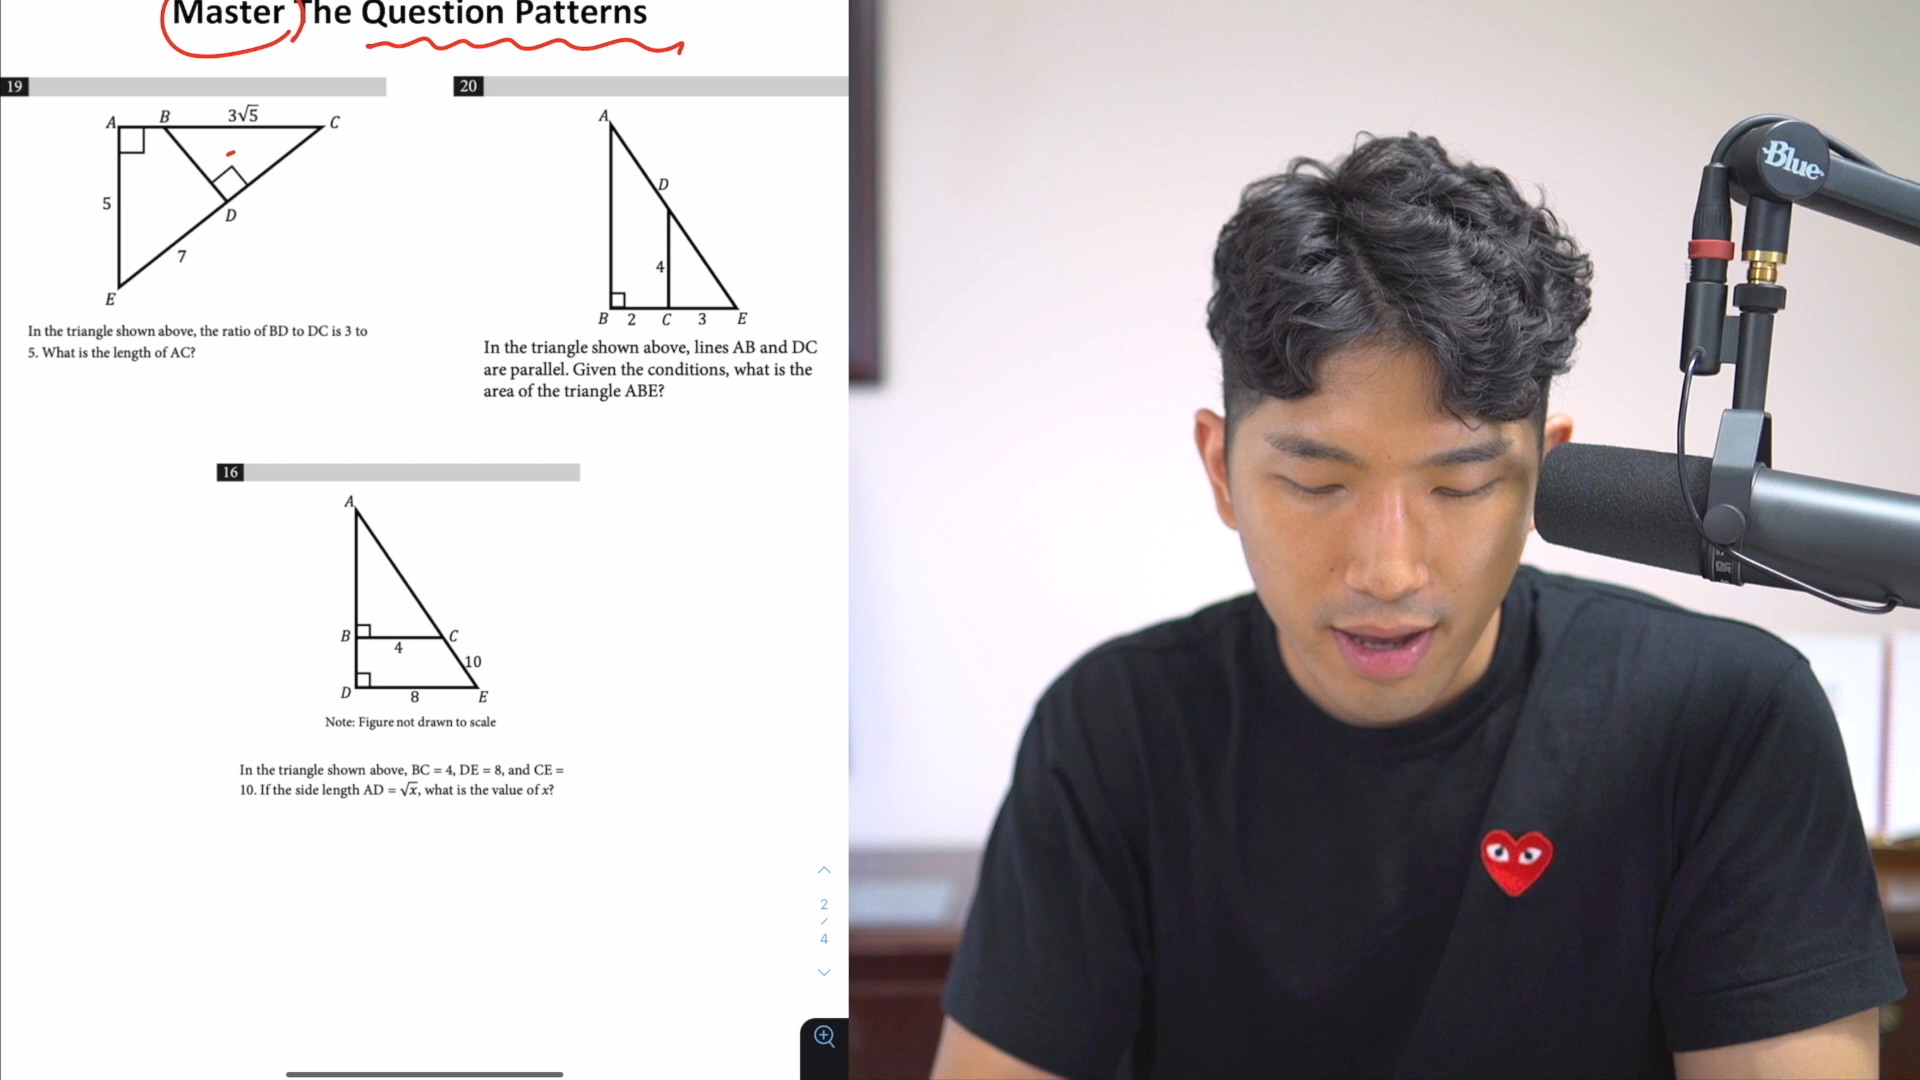 Master The Question Patterns
19
A
B
3√5
C
5
D
7
E
In the triangle shown above, the ratio of BD to DC is 3 to
5. What is the length of AC?
20
A
D
4
B 2 C 3 E
In the triangle shown above, lines AB and DC
are parallel. Given the conditions, what is the
area of the triangle ABE?
16
A
B
4
C
10
D
8
E
Note: Figure not drawn to scale
In the triangle shown above, BC = 4, DE = 8, and CE =
10. If the side length AD = √x, what is the value of x?
2
/
4
Blue